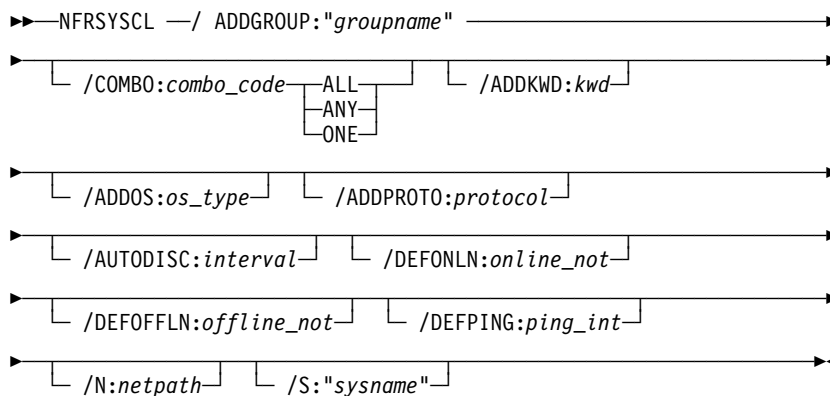 NFRSYSCL / ADDGROUP:"groupname"
/COMBO:combo_code ALL /ADDKWD:kwd
ANY
ONE
/ADDOS:os_type /ADDPROTO:protocol
/AUTODISC:interval /DEFONLN:online_not
/DEFOFFLN:offline_not /DEFPING:ping_int
/N:netpath /S:"sysname"